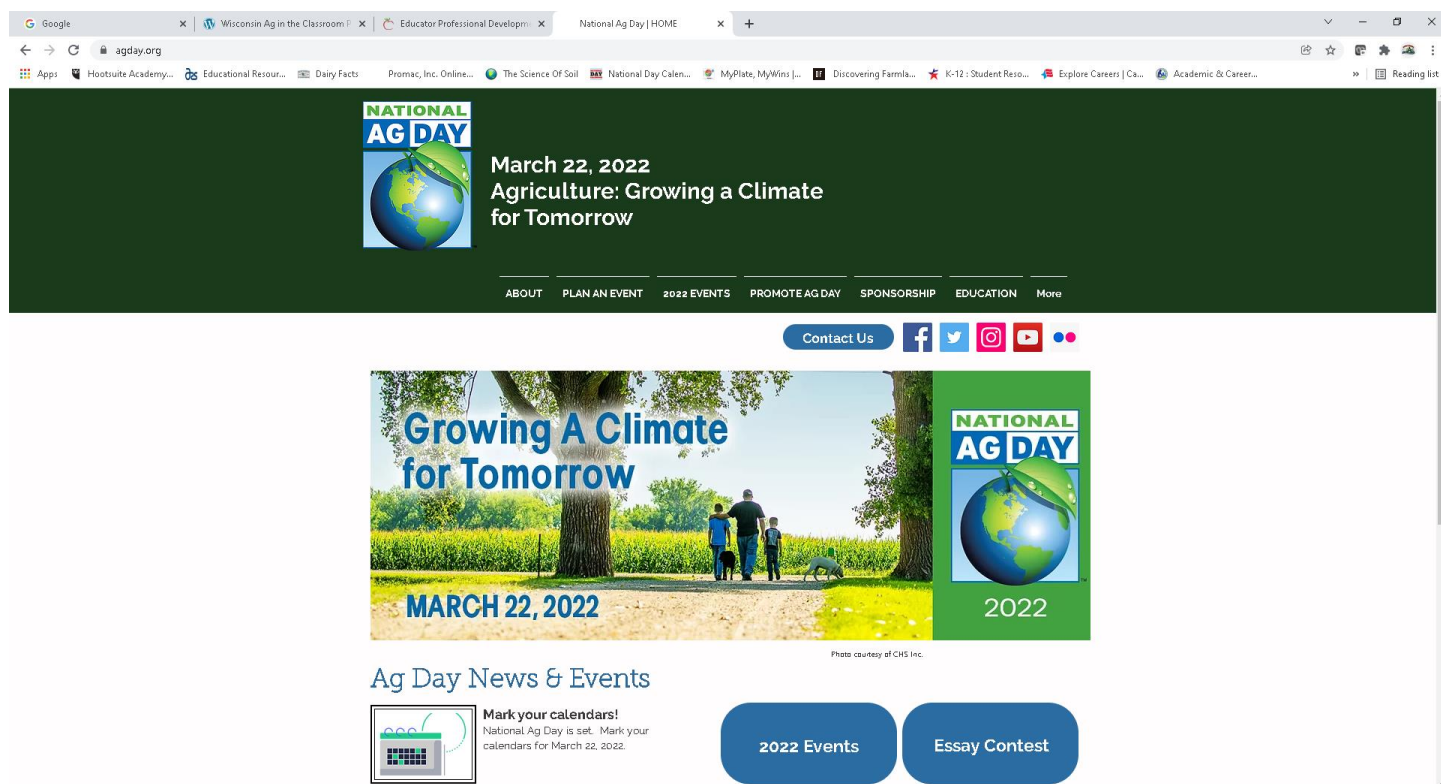 Google
Wisconsin Ag in the Classroom P
Educator Professional Developm
National Ag Day | HOME
agday.org
Apps
Hootsuite Academy...
Educational Resour...
Dairy Facts
Promac, Inc. Online...
The Science Of Soil
National Day Calen...
MyPlate, MyWins |...
Discovering Farmla...
K-12 : Student Reso...
Explore Careers | Ca...
Academic & Career...
Reading list
NATIONAL
AG DAY
March 22, 2022
Agriculture: Growing a Climate
for Tomorrow
ABOUT
PLAN AN EVENT
2022 EVENTS
PROMOTE AG DAY
SPONSORSHIP
EDUCATION
More
Contact Us
Growing A Climate
for Tomorrow
MARCH 22, 2022
NATIONAL
AG DAY
2022
Photo courtesy of CHS Inc.
Ag Day News & Events
Mark your calendars!
National Ag Day is set. Mark your
calendars for March 22, 2022.
2022 Events
Essay Contest